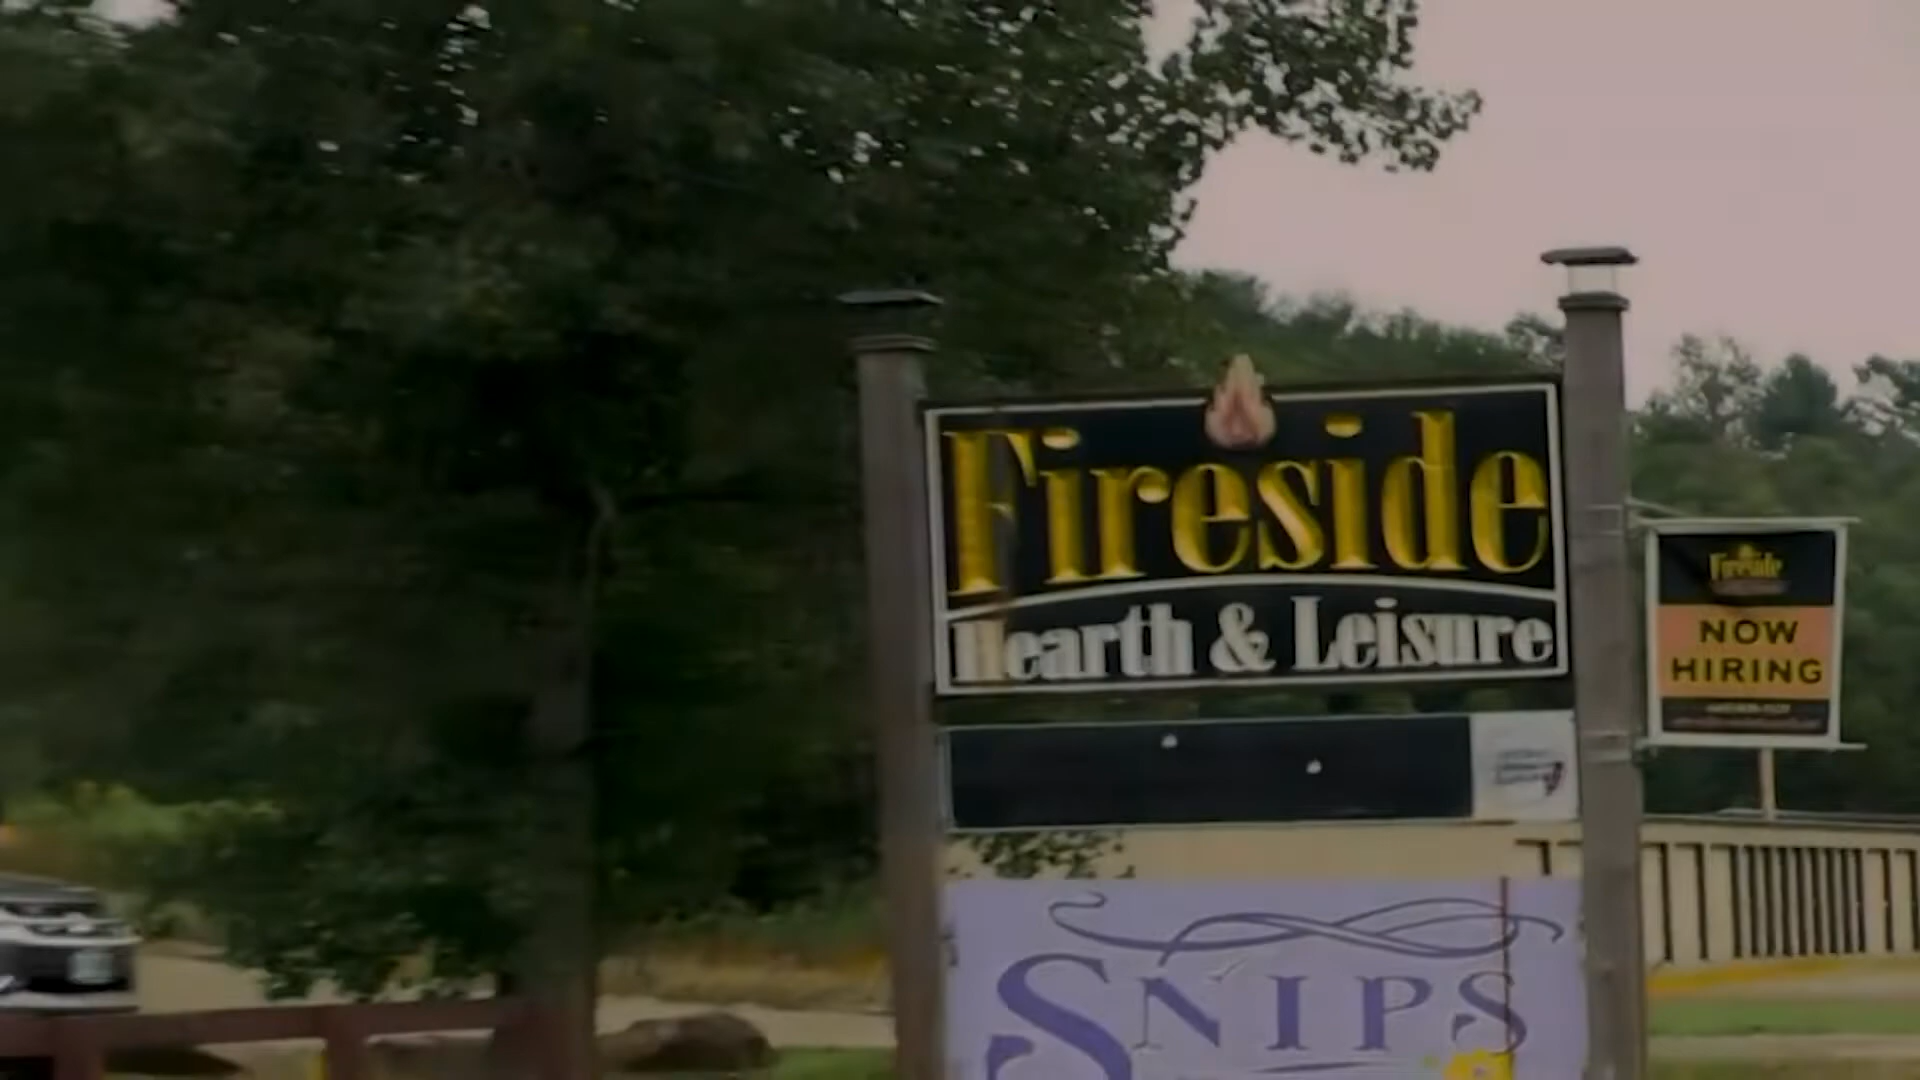 Fireside
Hearth & Leisure
Fireside
NOW
HIRING
SNIPS